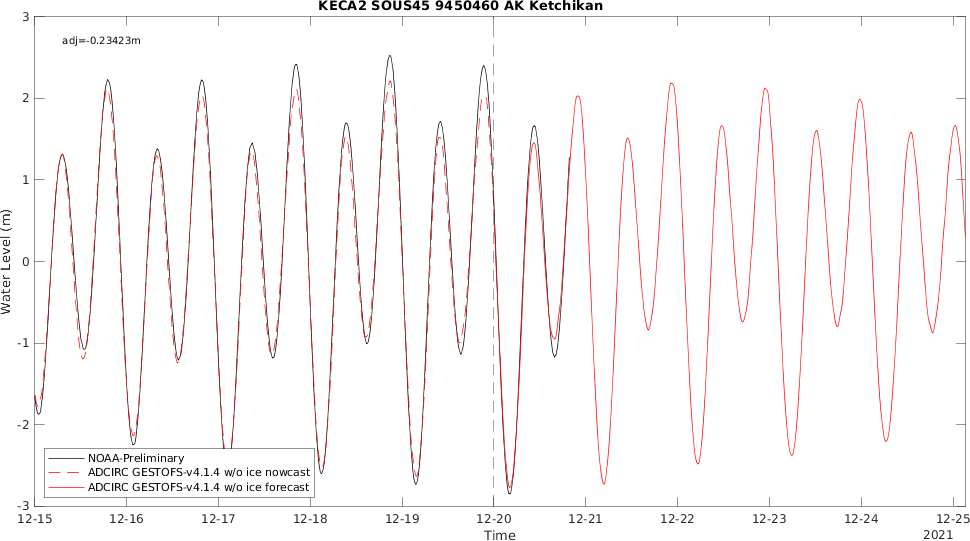 KECA2 SOUS45 9450460 AK Ketchikan
adj=-0.23423m
Water Level (m)
3
2
1
0
-1
-2
-3
NOAA-Preliminary
ADCIRC GESTOFS-v4.1.4 w/o ice nowcast
ADCIRC GESTOFS-v4.1.4 w/o ice forecast
12-15 12-16 12-17 12-18 12-19 12-20 12-21 12-22 12-23 12-24 12-25
Time
2021